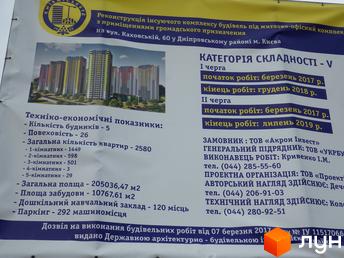 Реконструкція існуючого комплексу будівель під житлово-офісний комплекс
з приміщеннями громадського призначення
на вул. Каховській, 60 у Дніпровському районі м. Києва
КАТЕГОРІЯ СКЛАДНОСТІ - V
І черга
початок робіт: березень 2017 р.
кінець робіт: грудень 2018 р.
ІІ черга
початок робіт: березень 2017 р.
кінець робіт: липень 2019 р.
Техніко-економічні показники:
- Кількість будинків - 5
- Поверховість - 26
- Загальна кількість квартир - 2580
- 1-кімнатних - 1449
- 2-кімнатних - 598
- 3-кімнатних - 501
- 4-кімнатних - 3
- 5-кімнатних - 29
- Загальна площа - 205036,47 м2
- Площа забудови - 10767,61 м2
- Дошкільний навчальний заклад - 120 місць
- Паркінг - 292 машиномісця
ЗАМОВНИК : ТОВ «Акрон Інвест»
ГЕНЕРАЛЬНИЙ ПІДРЯДНИК : ТОВ
ВИКОНАВЕЦЬ РОБІТ: Кривенко І.М.
тел. (044) 285-55-60
ПРОЕКТНА ОРГАНІЗАЦІЯ: ТОВ
АВТОРСЬКИЙ НАГЛЯД ЗДІЙСНЮЄ:
тел. (044) 206-91-03
ТЕХНІЧНИЙ НАГЛЯД ЗДІЙСНЮЄ:
тел. (044) 280-92-51
Дозвіл на виконання будівельних робіт від 07 березня 2017
видано Державною архітектурно - будівельною
лун